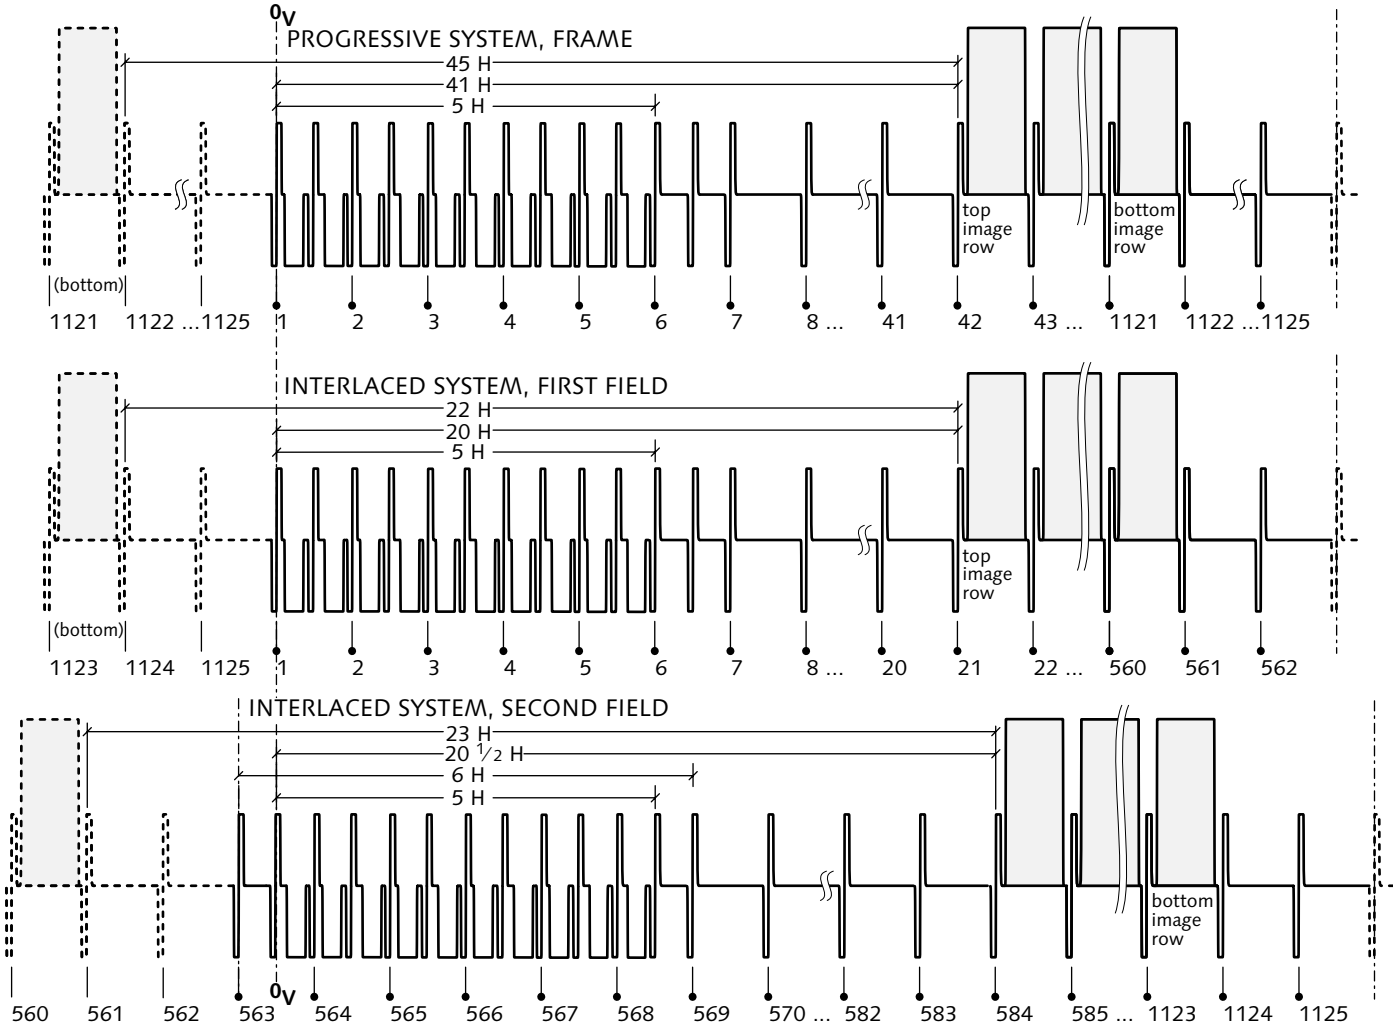 0V
PROGRESSIVE SYSTEM, FRAME
45 H
41 H
5 H
top
image
row
bottom
image
row
(bottom)
1121 1122 ...1125 1 2 3 4 5 6 7 8 ... 41 42 43 ... 1121 1122 ...1125
INTERLACED SYSTEM, FIRST FIELD
22 H
20 H
5 H
top
image
row
(bottom)
1123 1124 1125 1 2 3 4 5 6 7 8 ... 20 21 22 ... 560 561 562
INTERLACED SYSTEM, SECOND FIELD
23 H
20 1/2 H
6 H
5 H
bottom
image
row
0V
560 561 562 563 564 565 566 567 568 569 570 ... 582 583 584 585 ... 1123 1124 1125